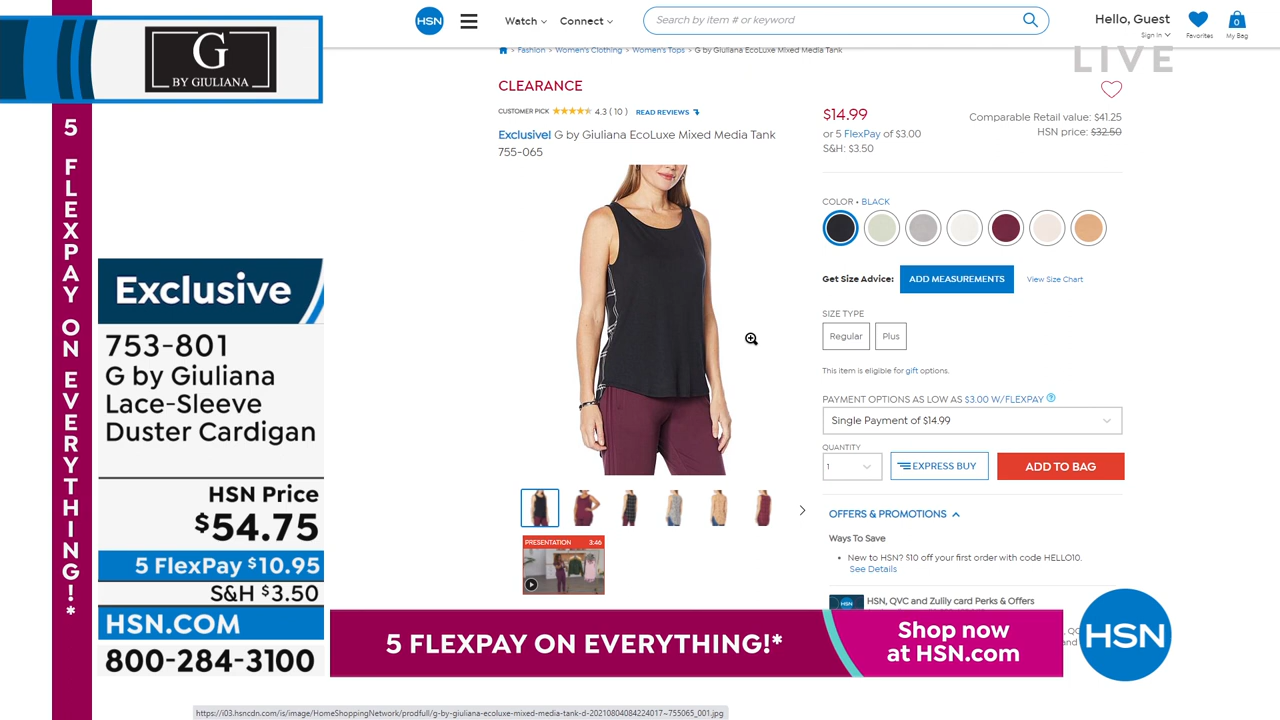 G
BY GIULIANA
5 FLEXPAY ON EVERYTHING!*
Exclusive
753-801
G by Giuliana
Lace-Sleeve
Duster Cardigan
HSN Price
$54.75
5 FlexPay $10.95
S&H $3.50
HSN.COM
800-284-3100
HSN
Watch
Connect
Search by item # or keyword
Hello, Guest
Sign in
Favorites
0
My Bag
LIVE
> Fashion > Women's Clothing > Women's Tops > G by Giuliana EcoLuxe Mixed Media Tank
CLEARANCE
CUSTOMER PICK 4.3 ( 10 ) READ REVIEWS
Exclusive! G by Giuliana EcoLuxe Mixed Media Tank
755-065
PRESENTATION 3:46
$14.99
or 5 FlexPay of $3.00
S&H: $3.50
Comparable Retail value: $41.25
HSN price: $32.50
COLOR • BLACK
Get Size Advice: ADD MEASUREMENTS View Size Chart
SIZE TYPE
Regular Plus
This item is eligible for gift options.
PAYMENT OPTIONS AS LOW AS $3.00 W/FLEXPAY ?
Single Payment of $14.99
QUANTITY
1
EXPRESS BUY
ADD TO BAG
OFFERS & PROMOTIONS
Ways To Save
• New to HSN? $10 off your first order with code HELLO10.
See Details
HSN, QVC and Zulily card Perks & Offers
5 FLEXPAY ON EVERYTHING!*
Shop now
at HSN.com
HSN
https://i03.hsncdn.com/is/image/HomeShoppingNetwork/prodfull/g-by-giuliana-ecoluxe-mixed-media-tank-d-20210804084224017~755065_001.jpg